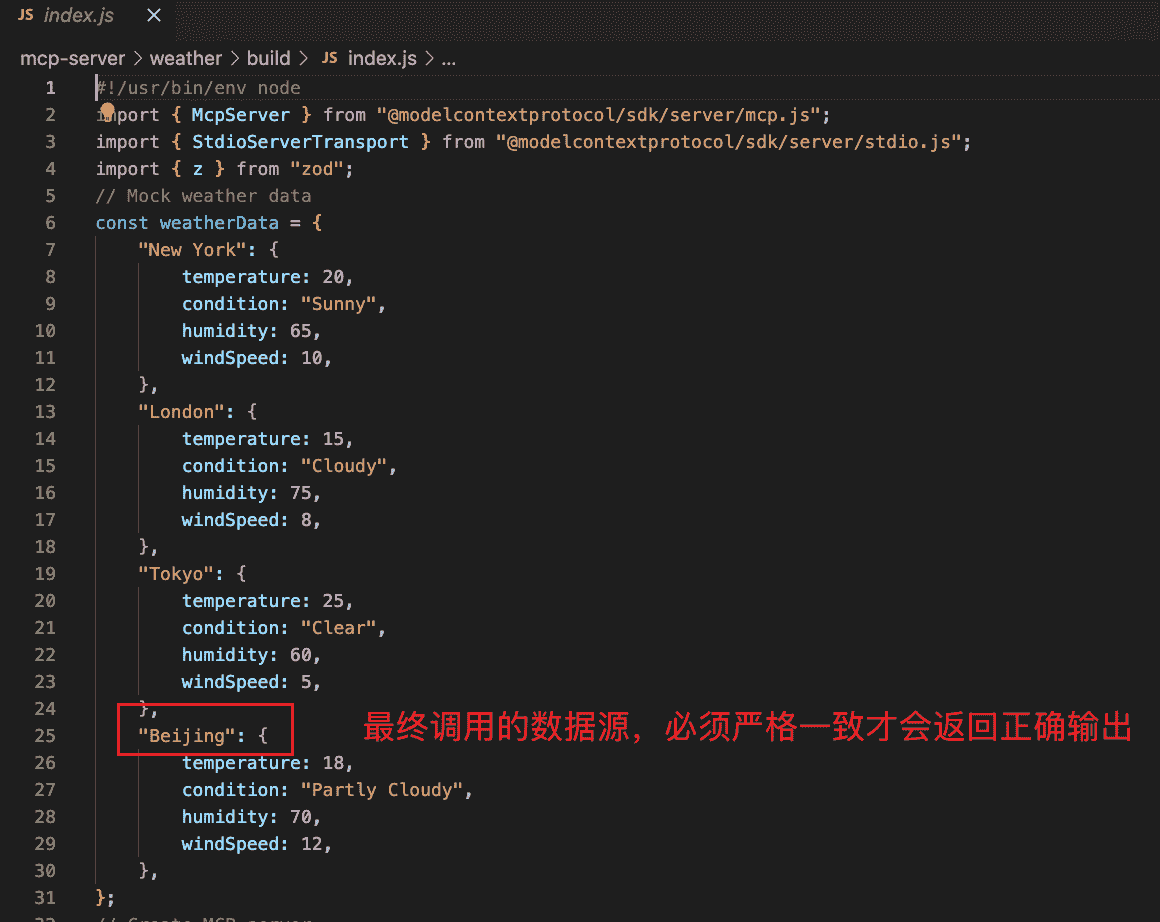 JS index.js ×
mcp-server > weather > build > JS index.js > ...
1 #!/usr/bin/env node
2 import { McpServer } from "@modelcontextprotocol/sdk/server/mcp.js";
3 import { StdioServerTransport } from "@modelcontextprotocol/sdk/server/stdio.js";
4 import { z } from "zod";
5 // Mock weather data
6 const weatherData = {
7 "New York": {
8 temperature: 20,
9 condition: "Sunny",
10 humidity: 65,
11 windSpeed: 10,
12 },
13 "London": {
14 temperature: 15,
15 condition: "Cloudy",
16 humidity: 75,
17 windSpeed: 8,
18 },
19 "Tokyo": {
20 temperature: 25,
21 condition: "Clear",
22 humidity: 60,
23 windSpeed: 5,
24 },
25 "Beijing": { 最终调用的数据源，必须严格一致才会返回正确输出
26 temperature: 18,
27 condition: "Partly Cloudy",
28 humidity: 70,
29 windSpeed: 12,
30 },
31 };
32 // Create MCP server